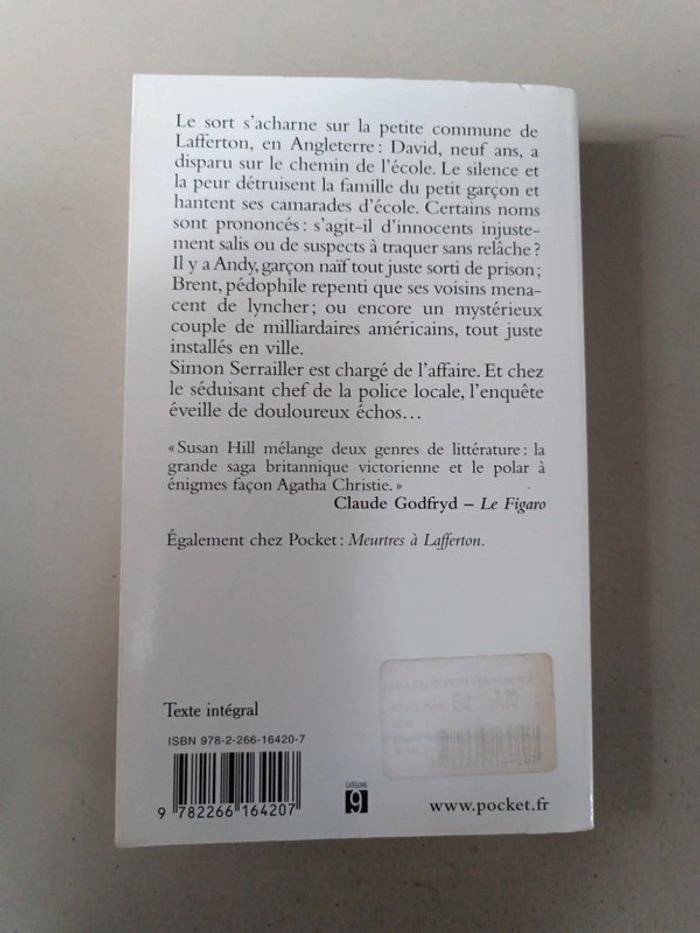 Le sort s'acharne sur la petite commune de
Lafferton, en Angleterre : David, neuf ans, a
disparu sur le chemin de l'école. Le silence et
la peur détruisent la famille du petit garçon et
hantent ses camarades d'école. Certains noms
sont prononcés : s'agit-il d'innocents injuste-
ment salis ou de suspects à traquer sans relâche ?
Il y a Andy, garçon naïf tout juste sorti de prison ;
Brent, pédophile repenti que ses voisins mena-
cent de lyncher ; ou encore un mystérieux
couple de milliardaires américains, tout juste
installés en ville.
Simon Serrailler est chargé de l'affaire. Et chez
le séduisant chef de la police locale, l'enquête
éveille de douloureux échos…
« Susan Hill mélange deux genres de littérature : la
grande saga britannique victorienne et le polar à
énigmes façon Agatha Christie. »
Claude Godfryd – Le Figaro
Également chez Pocket : Meurtres à Lafferton.
Texte intégral
ISBN 978-2-266-16420-7
9 782266 164207
CATÉGORIE
9
www.pocket.fr